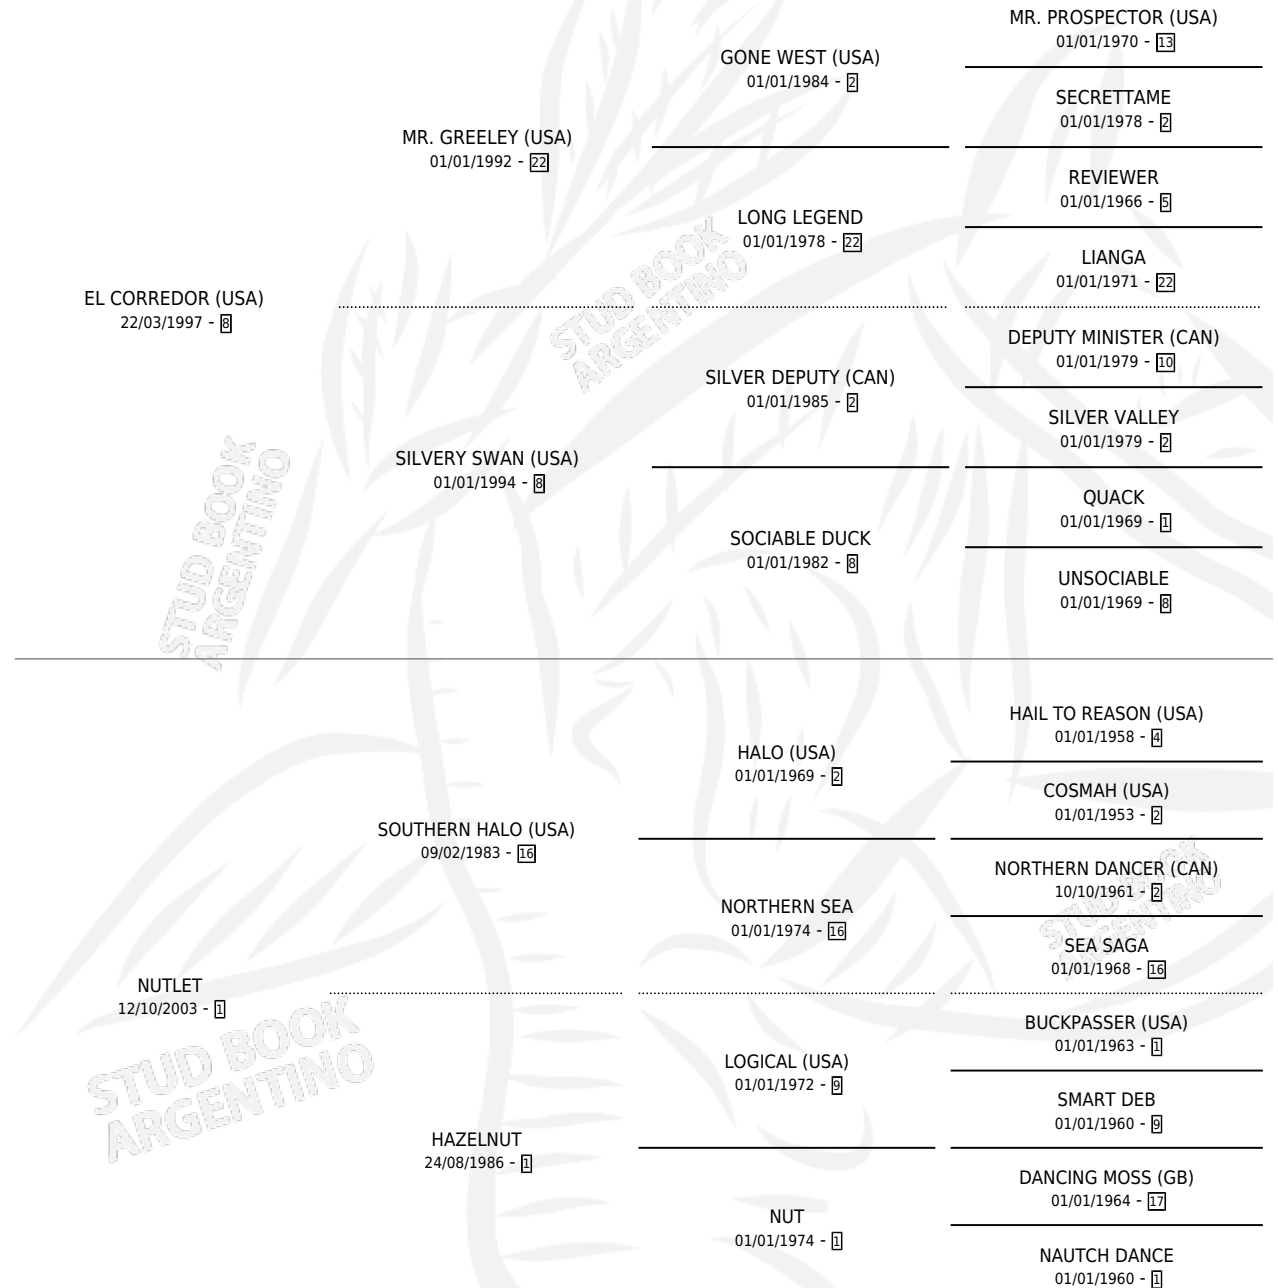 MR. PROSPECTOR (USA)
01/01/1970 - 13
GONE WEST (USA)
01/01/1984 - 2
SECRETTAME
01/01/1978 - 2
MR. GREELEY (USA)
01/01/1992 - 22
REVIEWER
01/01/1966 - 5
LONG LEGEND
01/01/1978 - 22
LIANGA
01/01/1971 - 22
EL CORREDOR (USA)
22/03/1997 - 8
STUD BOOK
ARGENTINO
DEPUTY MINISTER (CAN)
01/01/1979 - 10
SILVER DEPUTY (CAN)
01/01/1985 - 2
SILVER VALLEY
01/01/1979 - 2
SILVERY SWAN (USA)
01/01/1994 - 8
QUACK
01/01/1969 - 1
SOCIABLE DUCK
01/01/1982 - 8
UNSOCIABLE
01/01/1969 - 8
STUD BOOK
ARGENTINO
HAIL TO REASON (USA)
01/01/1958 - 4
HALO (USA)
01/01/1969 - 2
COSMAH (USA)
01/01/1953 - 2
SOUTHERN HALO (USA)
09/02/1983 - 16
NORTHERN DANCER (CAN)
10/10/1961 - 2
STUD BOOK
ARGENTINO
NORTHERN SEA
01/01/1974 - 16
SEA SAGA
01/01/1968 - 16
NUTLET
12/10/2003 - 1
STUD BOOK
ARGENTINO
BUCKPASSER (USA)
01/01/1963 - 1
LOGICAL (USA)
01/01/1972 - 9
SMART DEB
01/01/1960 - 9
HAZELNUT
24/08/1986 - 1
DANCING MOSS (GB)
01/01/1964 - 17
NUT
01/01/1974 - 1
NAUTCH DANCE
01/01/1960 - 1